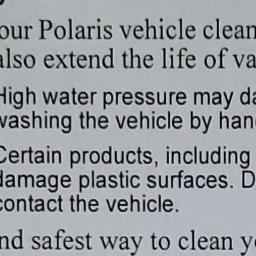 our Polaris vehicle clean
also extend the life of va
High water pressure may da
washing the vehicle by han
Certain products, including
damage plastic surfaces. D
contact the vehicle.
nd safest way to clean y